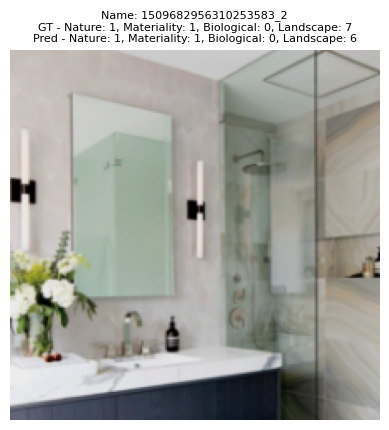 Name: 1509682956310253583_2
GT - Nature: 1, Materiality: 1, Biological: 0, Landscape: 7
Pred - Nature: 1, Materiality: 1, Biological: 0, Landscape: 6